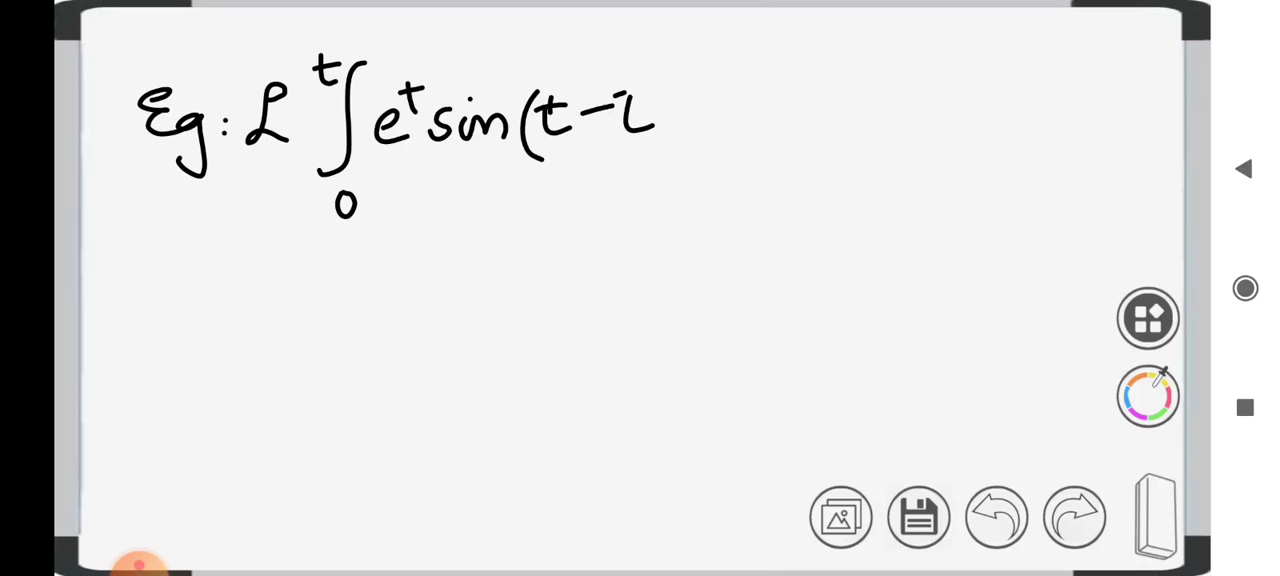 Eg: ℒ ∫₀ᵗ eᵗ sin(t - τ